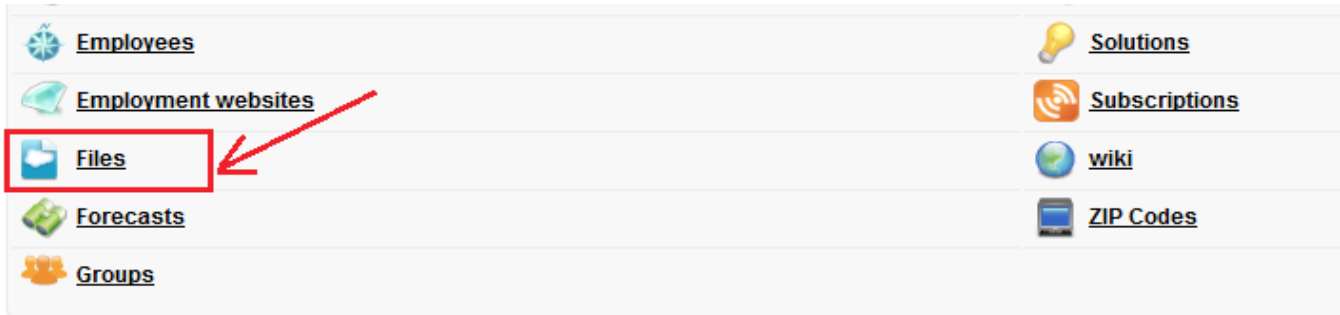 Employees
Solutions
Employment websites
Subscriptions
Files
wiki
Forecasts
ZIP Codes
Groups